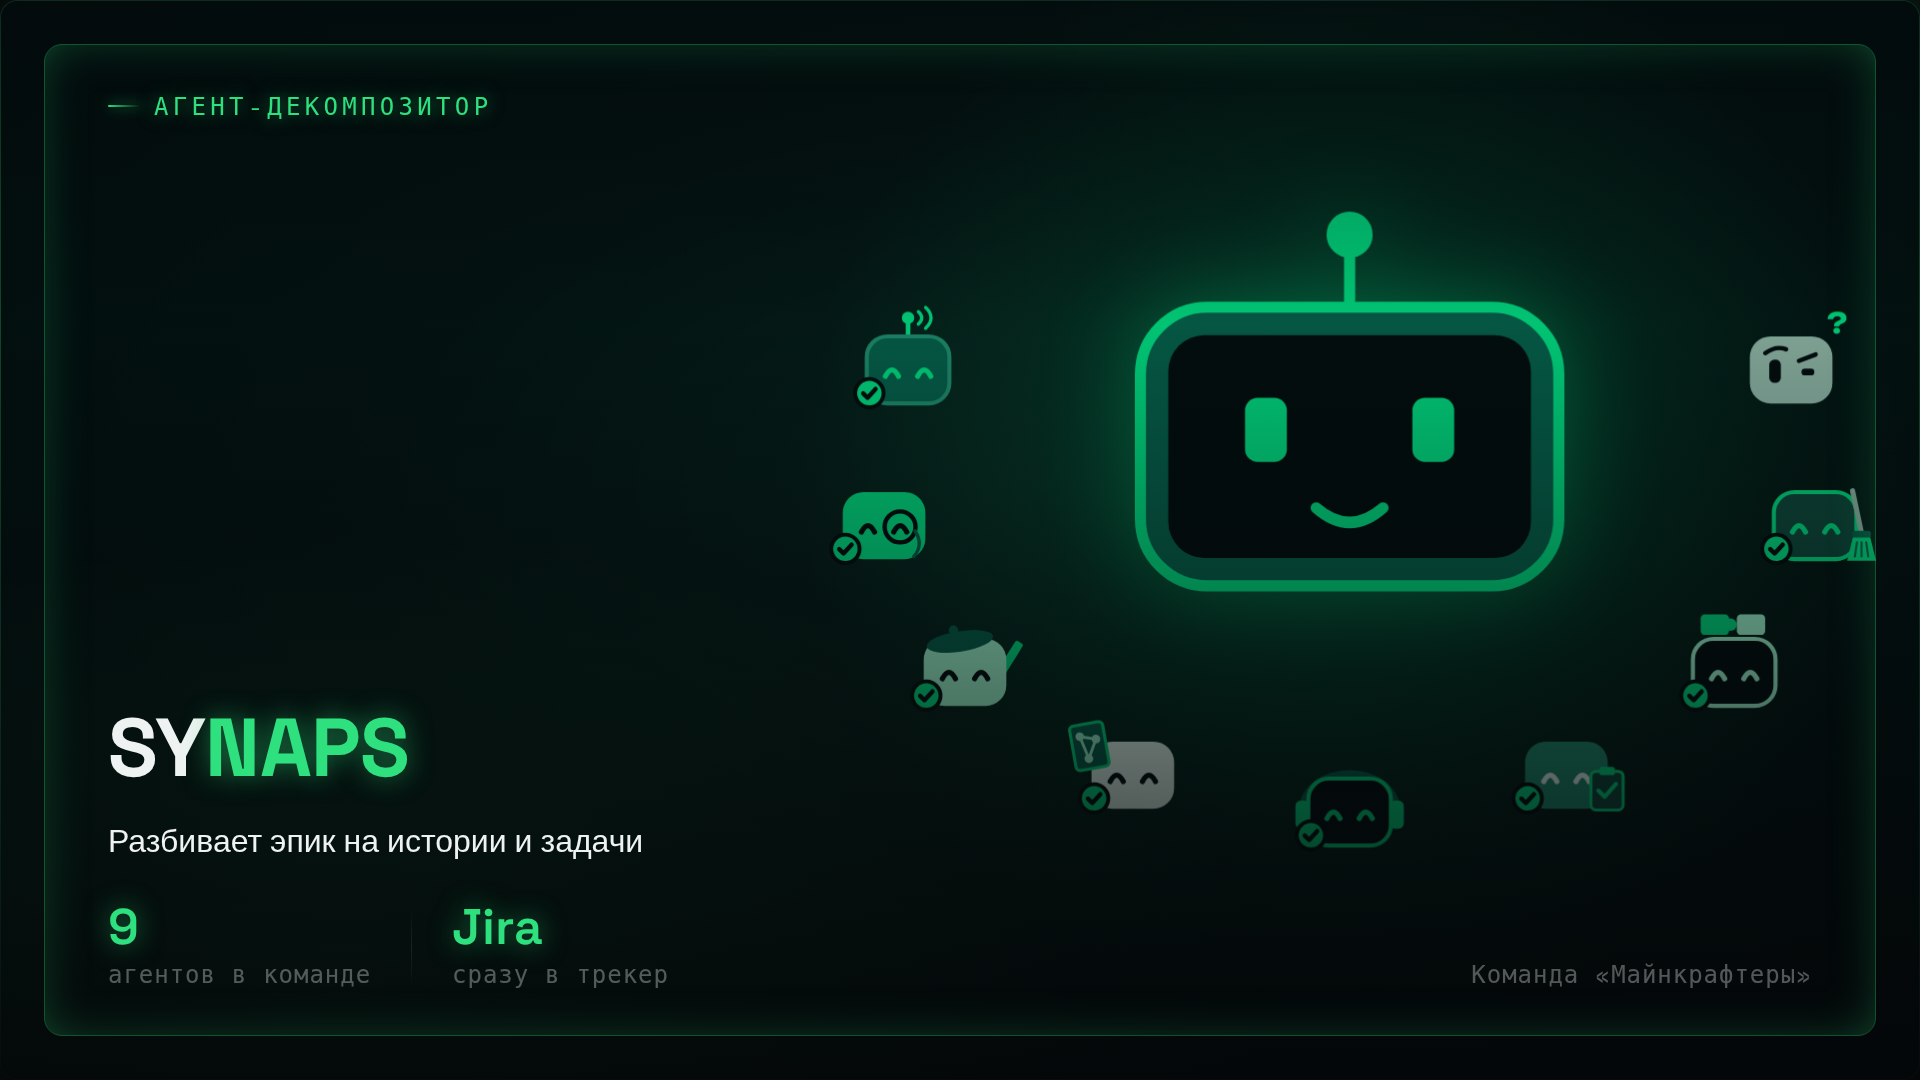 АГЕНТ-ДЕКОМПОЗИТОР
?
SYNAPS
Разбивает эпик на истории и задачи
9
агентов в команде
Jira
сразу в трекер
Команда «Майнкрафтеры»